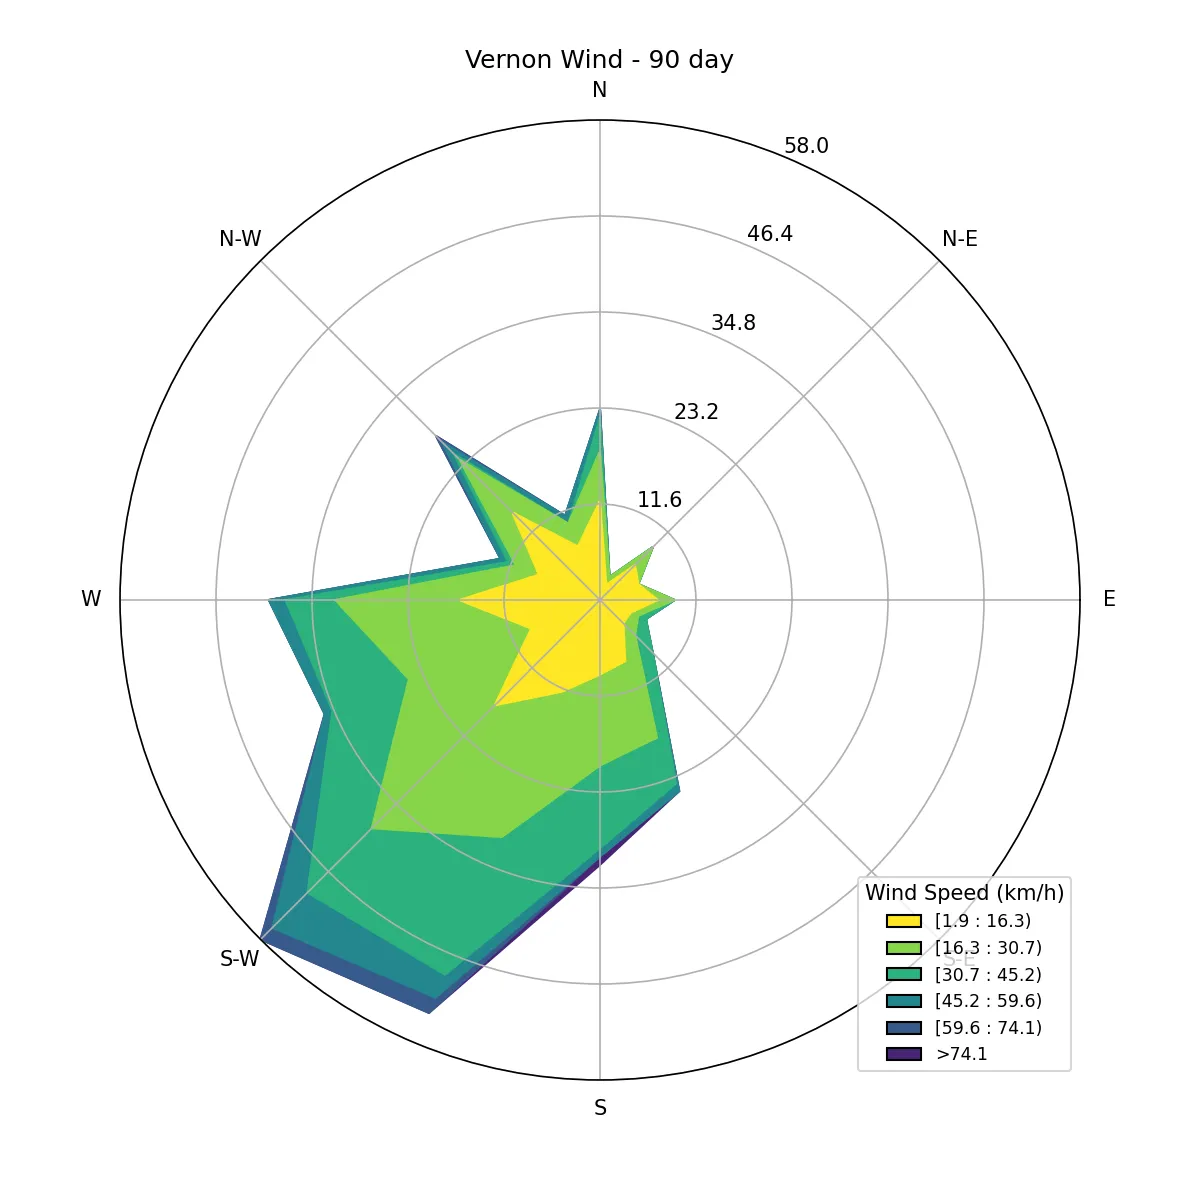 Vernon Wind - 90 day
N
58.0
46.4
N-W
N-E
34.8
23.2
11.6
W
E
Wind Speed (km/h)
[1.9 : 16.3)
[16.3 : 30.7)
S-W
S-E
[30.7 : 45.2)
[45.2 : 59.6)
[59.6 : 74.1)
>74.1
S